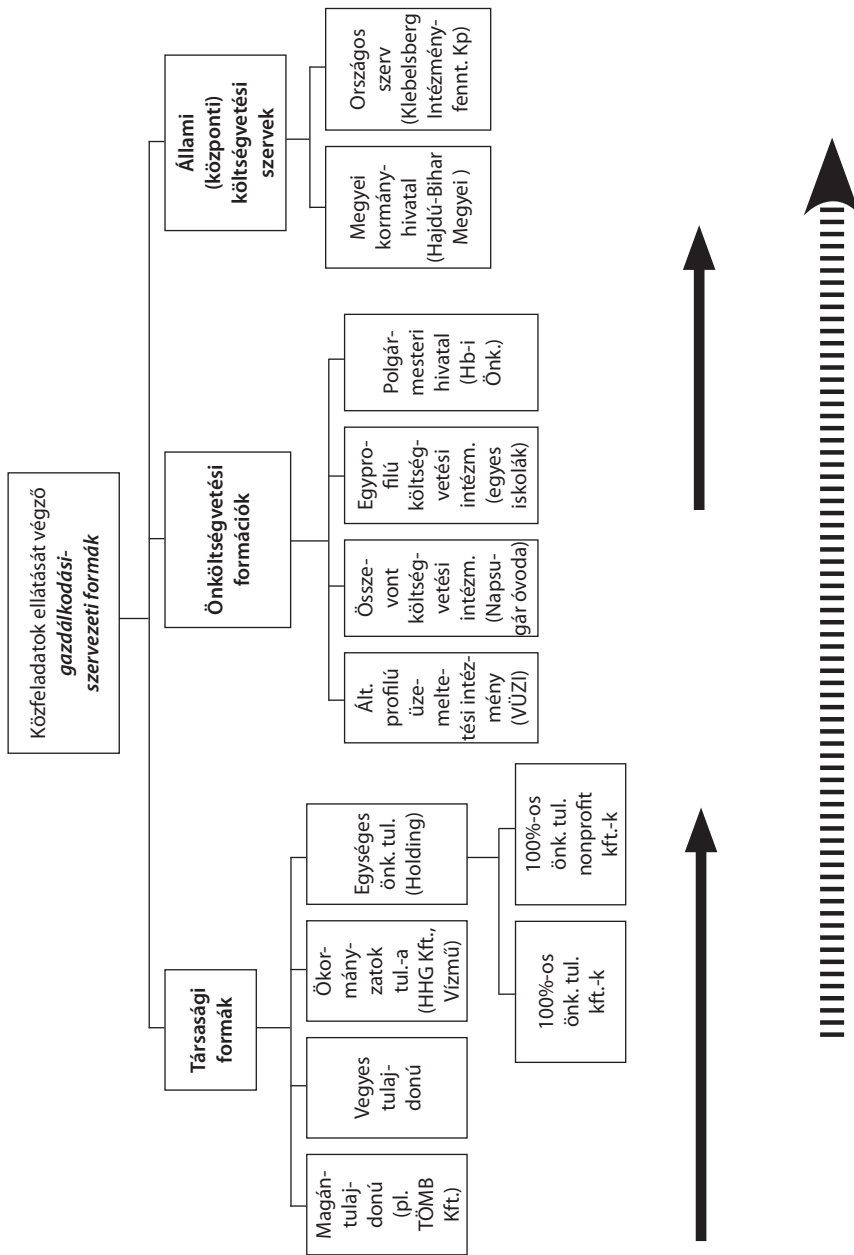 Közfeladatok ellátását végző
gazdálkodási-
szervezeti formák
Társasági
formák
Önköltségvetési
formációk
Állami
(központi)
költségvetési
szervek
Magán-
tulaj-
donú
(pl.
TÖMB
Kft.)
Vegyes
tulaj-
donú
Ökor-
mány-
zatok
tul.-a
(HHG Kft.,
Vízmű)
Egységes
önk. tul.
(Holding)
100%-os
önk. tul.
kft.-k
100%-os
önk. tul.
nonprofit
kft.-k
Ált.
profilú
üze-
melte-
tési intéz-
mény
(VÜZI)
Össze-
vont
költség-
vetési
intézm.
(Napsu-
gár óvoda)
Egypro-
filú
költség-
vetési
intézm.
(egyes
iskolák)
Polgár-
mesteri
hivatal
(Hb-i
Önk.)
Megyei
kormány-
hivatal
(Hajdú-Bihar
Megyei )
Országos
szerv
(Klebelsberg
Intézmény-
fennt. Kp)